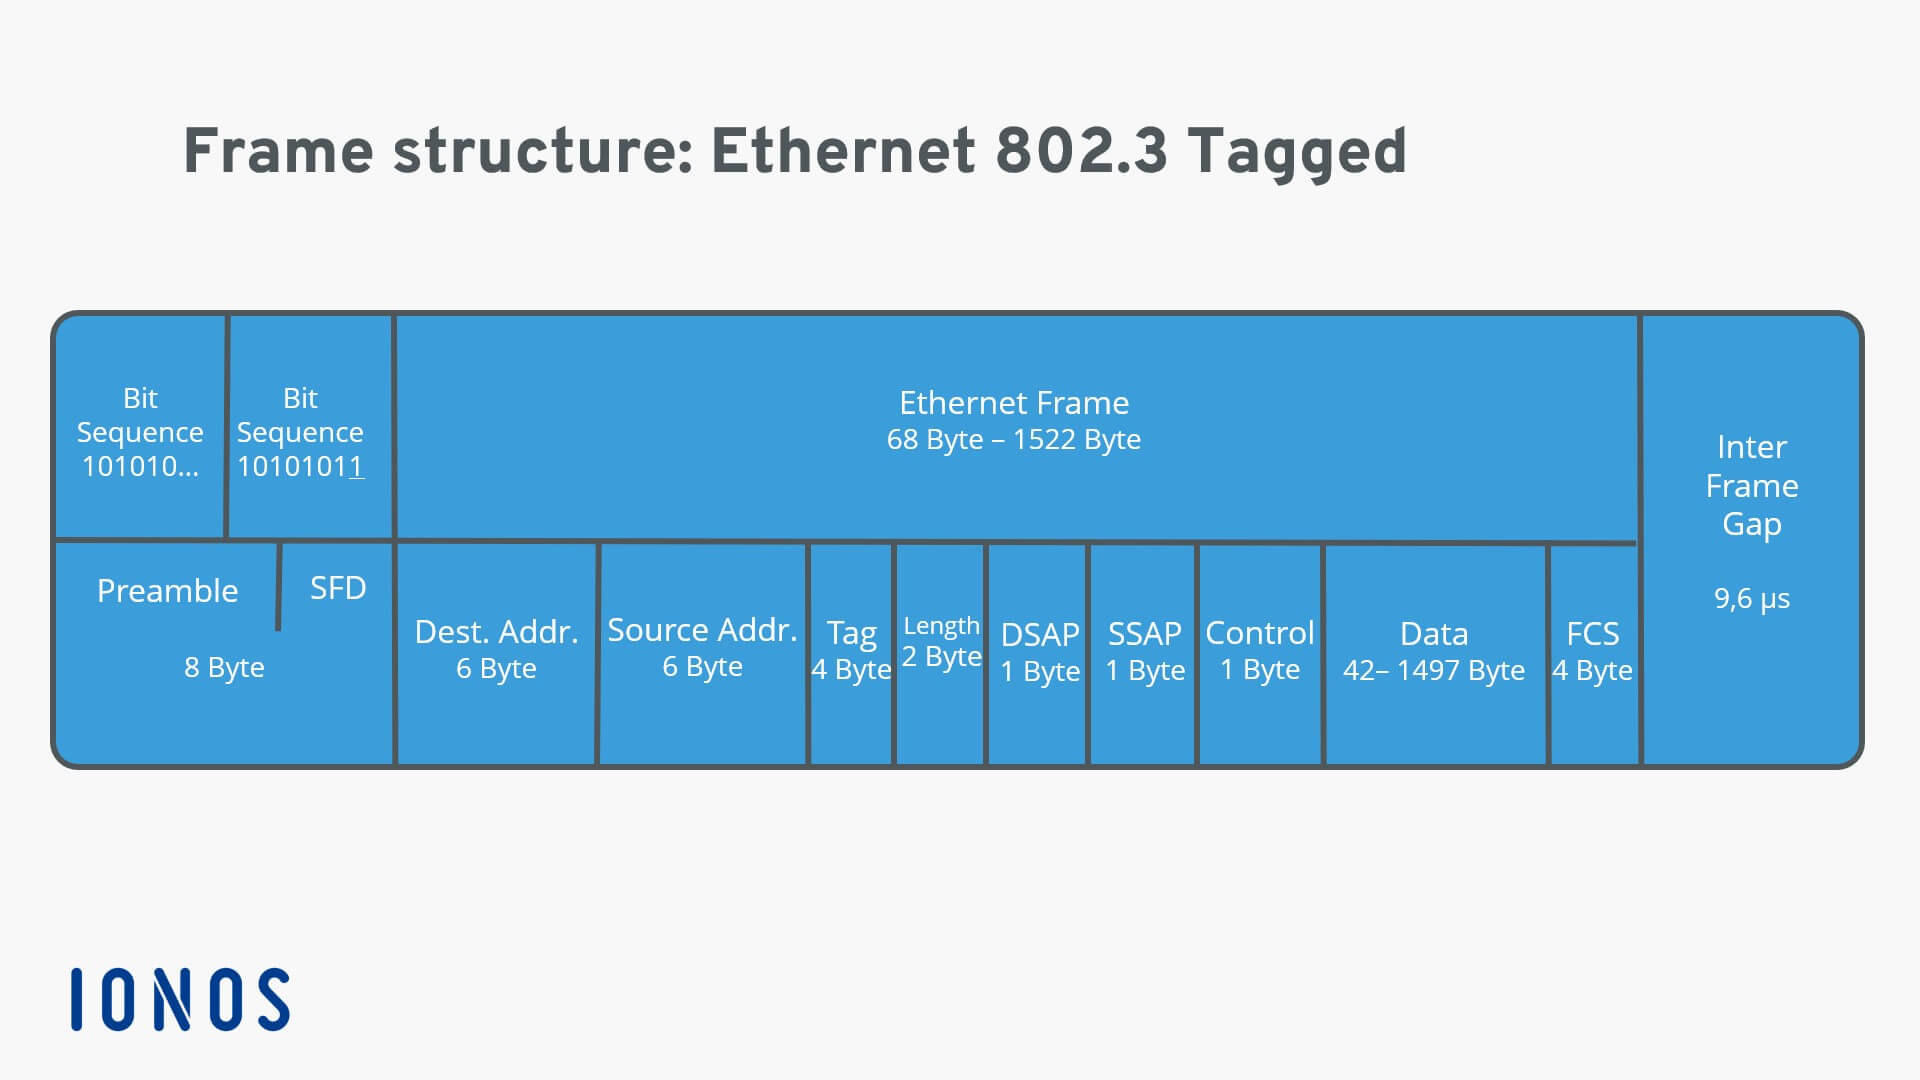 Frame structure: Ethernet 802.3 Tagged
Bit
Sequence
101010...
Bit
Sequence
10101011
Ethernet Frame
68 Byte – 1522 Byte
Inter
Frame
Gap
9,6 µs
Preamble
SFD
8 Byte
Dest. Addr.
6 Byte
Source Addr.
6 Byte
Tag
4 Byte
Length
2 Byte
DSAP
1 Byte
SSAP
1 Byte
Control
1 Byte
Data
42– 1497 Byte
FCS
4 Byte
IONOS